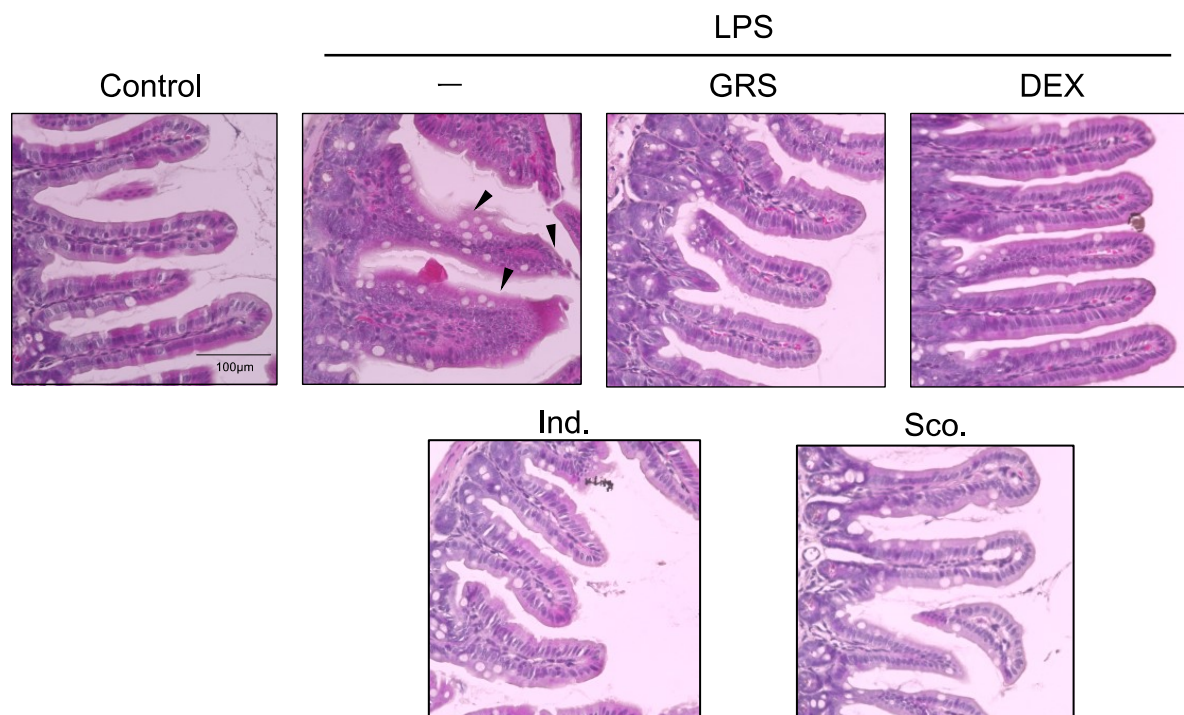 LPS
Control
—
GRS
DEX
100μm
Ind.
Sco.